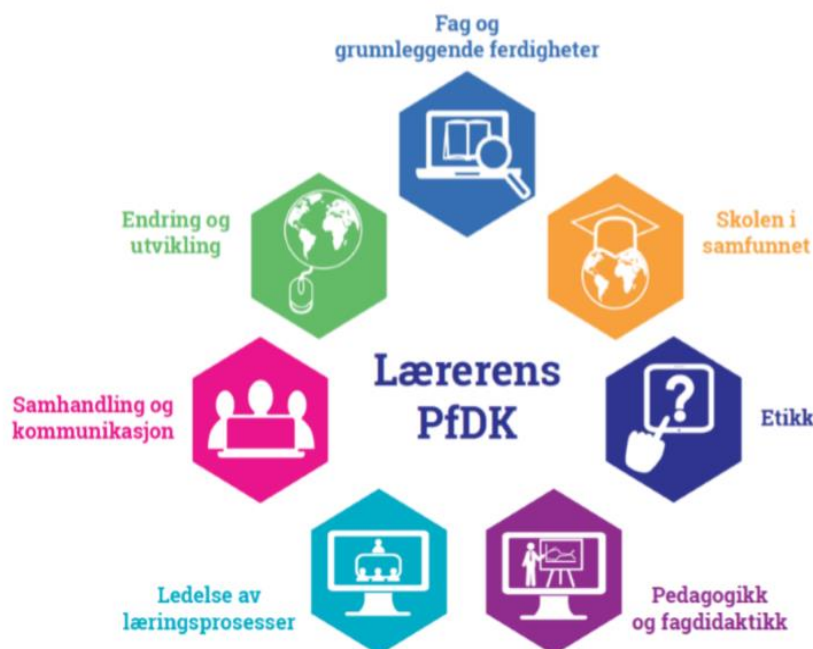 Fag og
grunnleggende ferdigheter
Skolen i
samfunnet
Etikk
Pedagogikk
og fagdidaktikk
Ledelse av
læringsprosesser
Samhandling og
kommunikasjon
Endring og
utvikling
Lærerens
PfDK
?